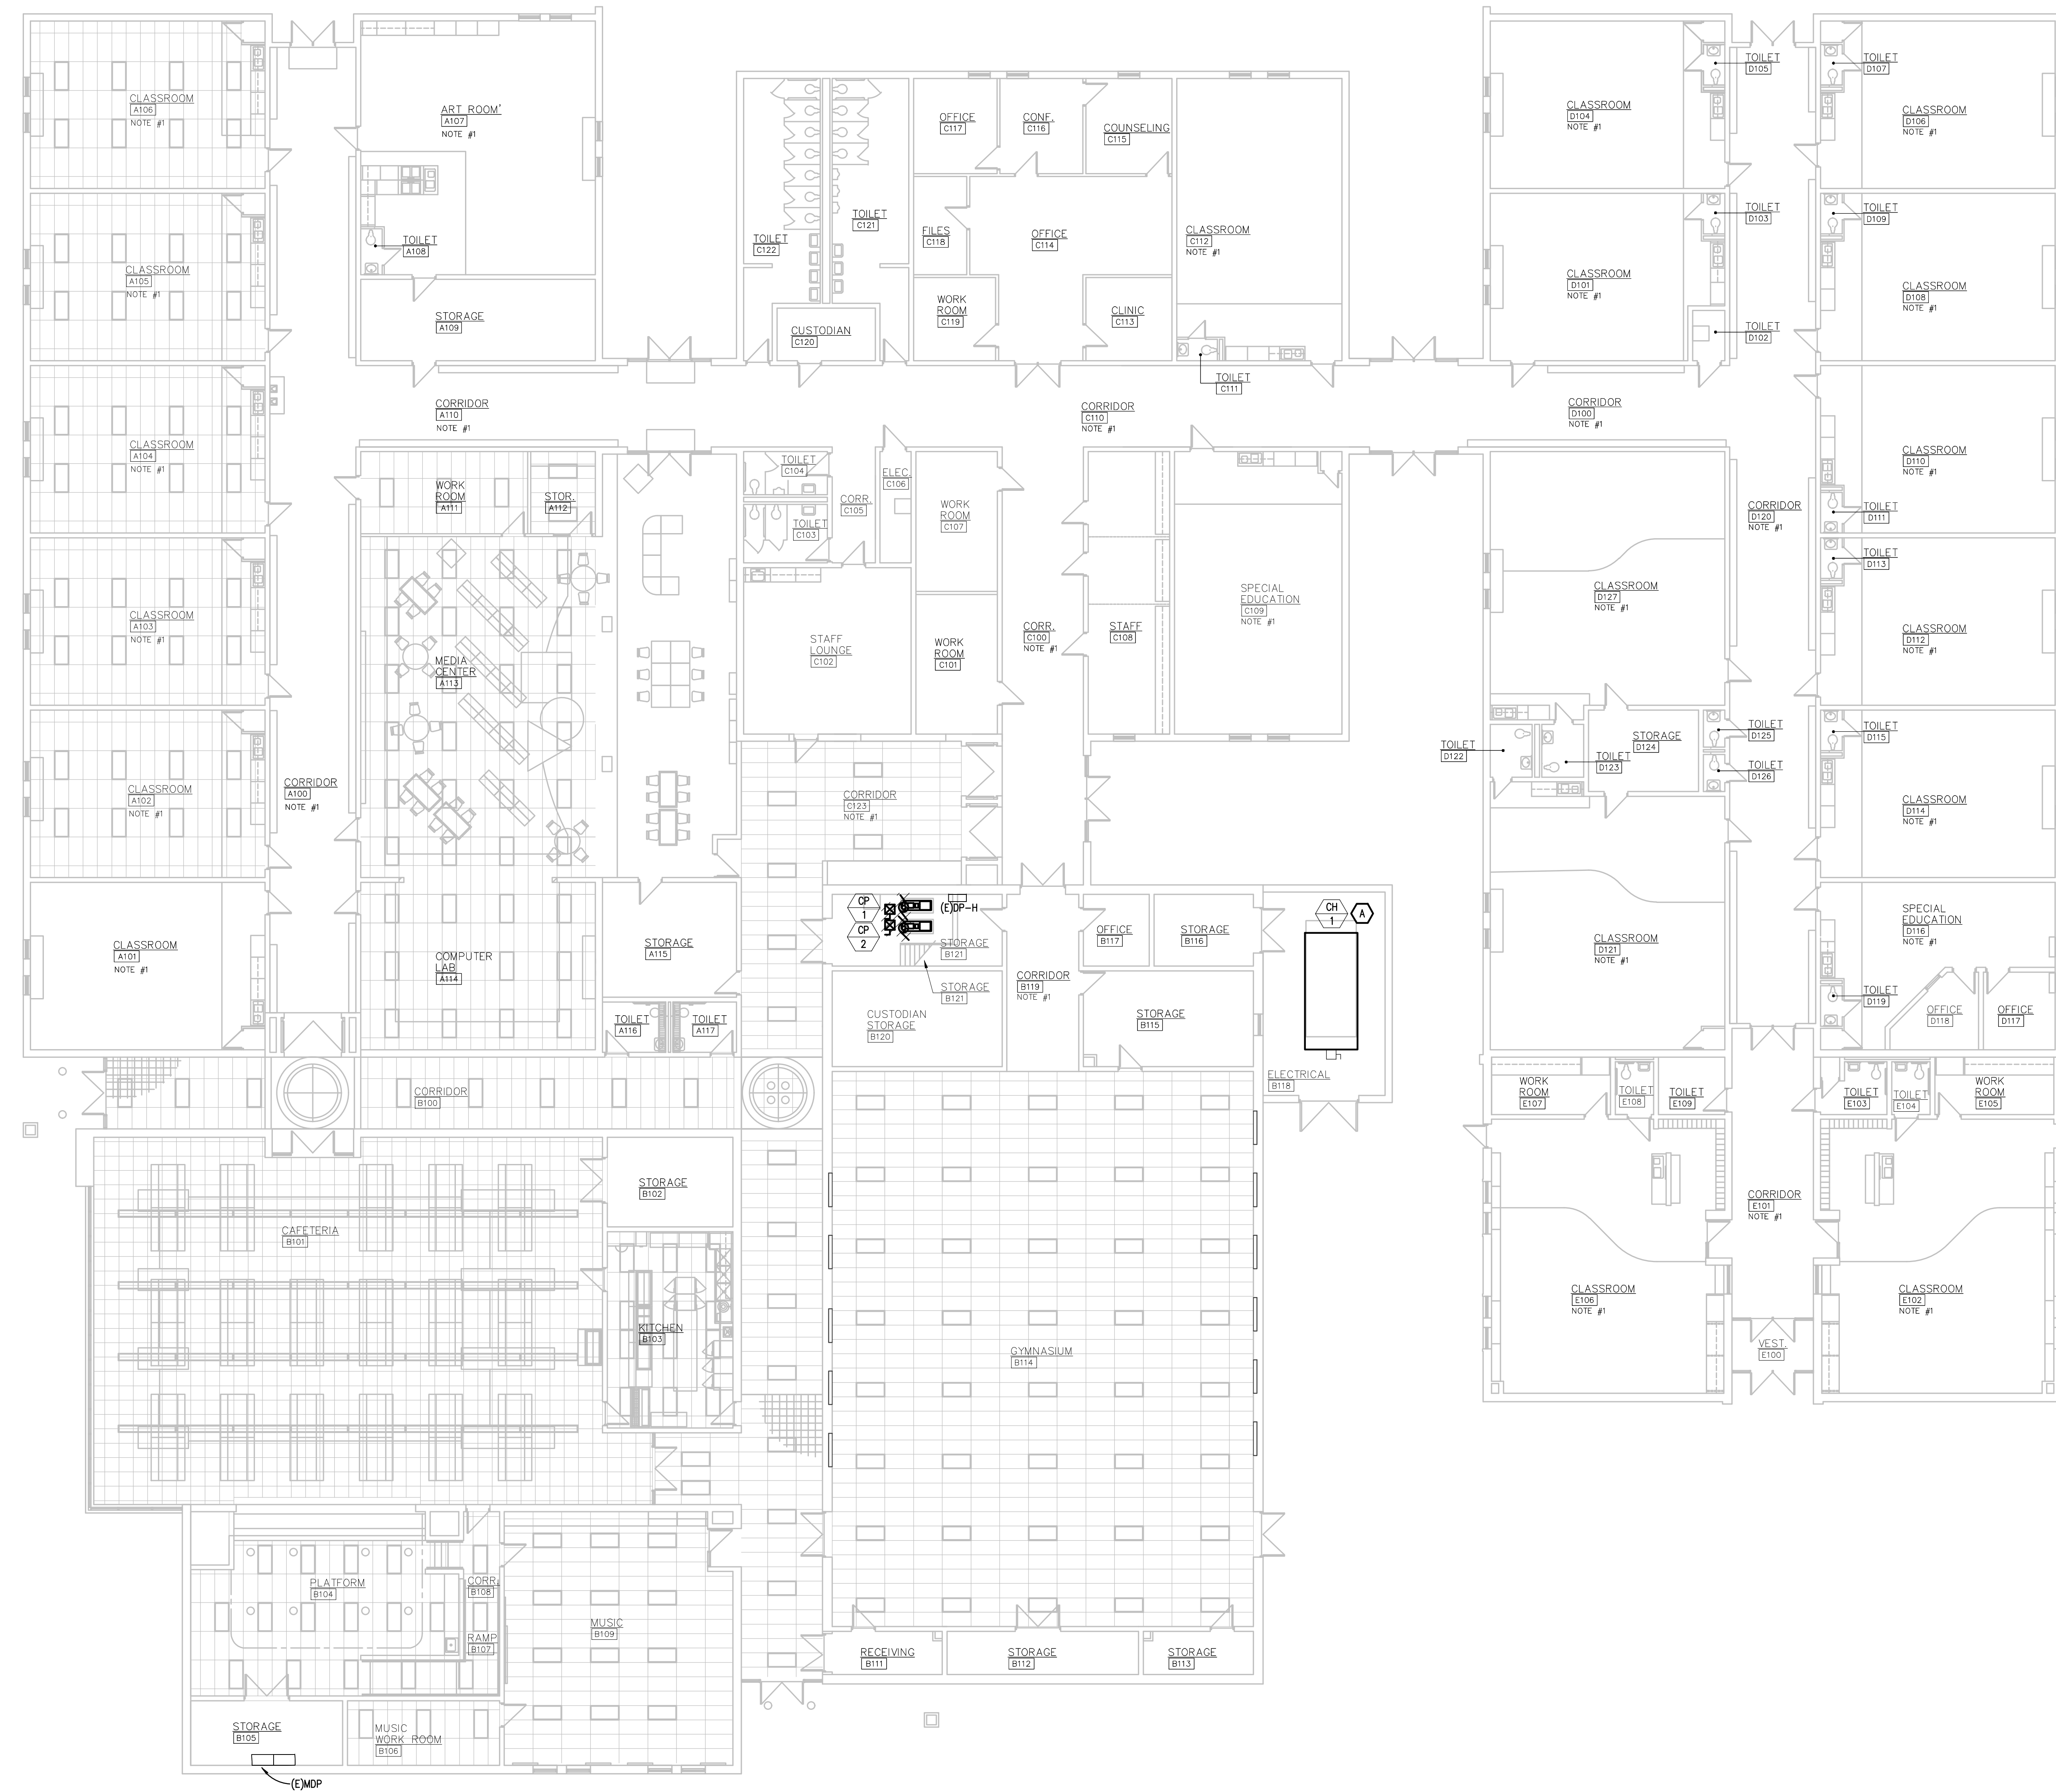 CLASSROOM
A106
NOTE #1
ART ROOM'
A107
NOTE #1
TOILET
A108
STORAGE
A109
CLASSROOM
A105
NOTE #1
CLASSROOM
A104
NOTE #1
CORRIDOR
A110
NOTE #1
CLASSROOM
A103
NOTE #1
CLASSROOM
A102
NOTE #1
CORRIDOR
A100
NOTE #1
CLASSROOM
A101
NOTE #1
WORK
ROOM
A111
STOR.
A112
MEDIA
CENTER
A113
COMPUTER
LAB
A114
STORAGE
A115
TOILET
A116
TOILET
A117
TOILET
C122
TOILET
C121
CUSTODIAN
C120
OFFICE
C117
CONF.
C116
COUNSELING
C115
FILES
C118
OFFICE
C114
WORK
ROOM
C119
CLINIC
C113
CLASSROOM
C112
NOTE #1
TOILET
C111
CORRIDOR
C110
NOTE #1
TOILET
C104
TOILET
C103
CORR.
C105
ELEC.
C106
WORK
ROOM
C107
STAFF
LOUNGE
C102
WORK
ROOM
C101
CORR.
C100
NOTE #1
STAFF
C108
SPECIAL
EDUCATION
C109
NOTE #1
CORRIDOR
C123
NOTE #1
CLASSROOM
D104
NOTE #1
TOILET
D105
TOILET
D107
CLASSROOM
D106
NOTE #1
CLASSROOM
D101
NOTE #1
TOILET
D103
TOILET
D109
CLASSROOM
D108
NOTE #1
TOILET
D102
CORRIDOR
D100
NOTE #1
CLASSROOM
D110
NOTE #1
TOILET
D111
CORRIDOR
D120
NOTE #1
TOILET
D113
CLASSROOM
D127
NOTE #1
CLASSROOM
D112
NOTE #1
TOILET
D122
TOILET
D123
STORAGE
D124
TOILET
D125
TOILET
D126
TOILET
D115
CLASSROOM
D114
NOTE #1
CLASSROOM
D121
NOTE #1
SPECIAL
EDUCATION
D116
NOTE #1
TOILET
D119
OFFICE
D118
OFFICE
D117
CP
1
CP
2
(E)DP-H
STORAGE
B121
STORAGE
B121
CUSTODIAN
STORAGE
B120
CORRIDOR
B119
NOTE #1
OFFICE
B117
STORAGE
B116
STORAGE
B115
CH
1
A
ELECTRICAL
B118
CORRIDOR
B100
CAFETERIA
B101
STORAGE
B102
KITCHEN
B103
GYMNASIUM
B114
PLATFORM
B104
CORR.
B108
RAMP
B107
MUSIC
B109
STORAGE
B105
MUSIC
WORK ROOM
B106
(E)MDP
RECEIVING
B111
STORAGE
B112
STORAGE
B113
WORK
ROOM
E107
TOILET
E108
TOILET
E109
TOILET
E103
TOILET
E104
WORK
ROOM
E105
CORRIDOR
E101
NOTE #1
CLASSROOM
E106
NOTE #1
CLASSROOM
E102
NOTE #1
VEST.
E100